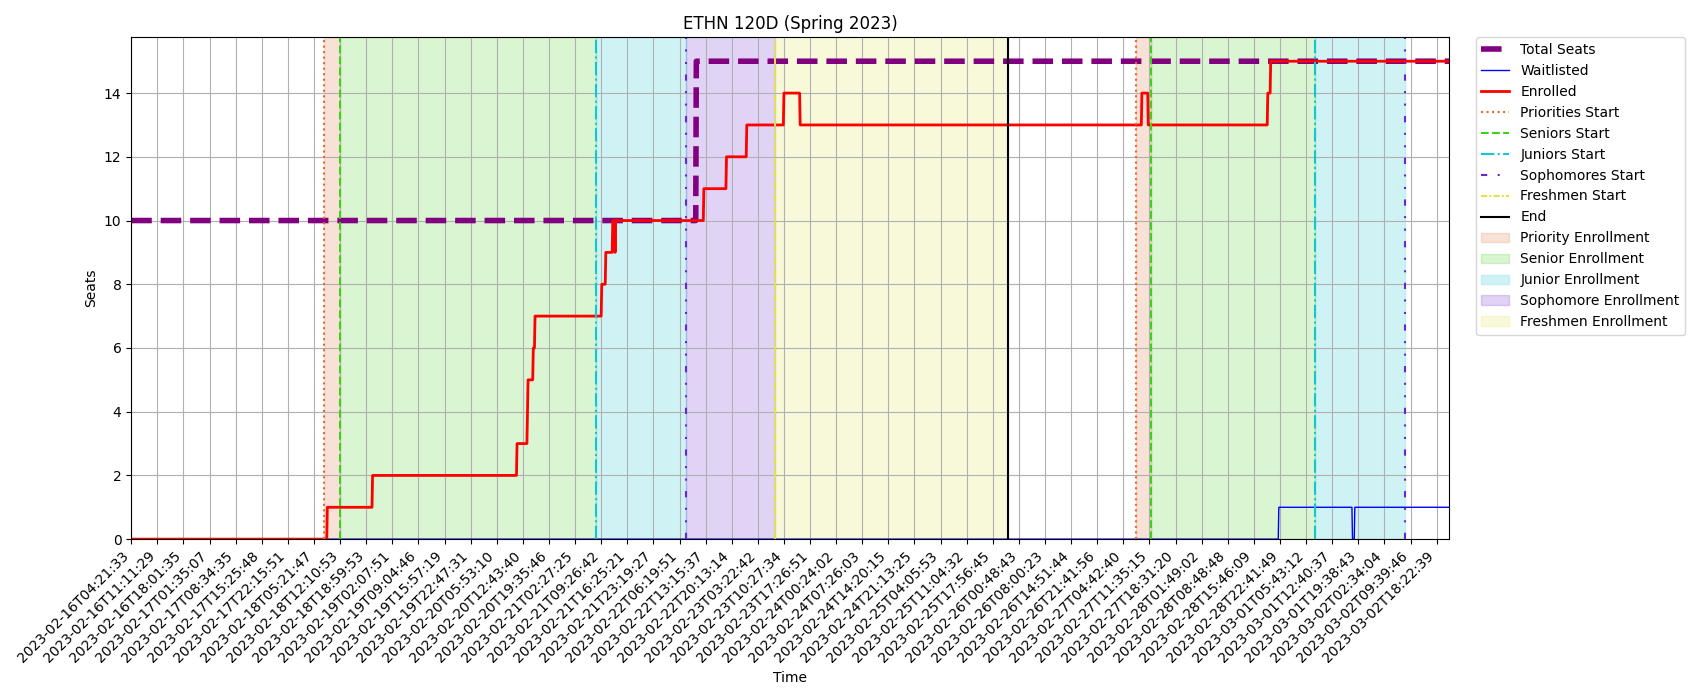 ETHN 120D (Spring 2023)
Seats
14
12
10
8
6
4
2
0
2023-02-16T04:21:33
2023-02-16T11:11:29
2023-02-16T18:01:35
2023-02-17T01:35:07
2023-02-17T08:34:35
2023-02-17T15:25:48
2023-02-17T22:15:51
2023-02-18T05:21:47
2023-02-18T12:10:53
2023-02-18T18:59:53
2023-02-19T02:07:51
2023-02-19T09:04:46
2023-02-19T15:57:19
2023-02-19T22:47:31
2023-02-20T05:53:10
2023-02-20T12:43:40
2023-02-20T19:35:46
2023-02-21T02:27:25
2023-02-21T09:26:42
2023-02-21T16:25:21
2023-02-21T23:19:27
2023-02-22T06:19:51
2023-02-22T13:15:37
2023-02-22T20:13:14
2023-02-23T03:22:42
2023-02-23T10:27:34
2023-02-23T17:26:51
2023-02-24T00:24:02
2023-02-24T07:26:03
2023-02-24T14:20:15
2023-02-24T21:13:25
2023-02-25T04:05:53
2023-02-25T11:04:32
2023-02-25T17:56:45
2023-02-26T00:48:43
2023-02-26T08:00:23
2023-02-26T14:51:44
2023-02-26T21:41:56
2023-02-27T04:42:40
2023-02-27T11:35:15
2023-02-27T18:31:20
2023-02-28T01:49:02
2023-02-28T08:48:48
2023-02-28T15:46:09
2023-02-28T22:41:49
2023-03-01T05:43:12
2023-03-01T12:40:37
2023-03-01T19:38:43
2023-03-02T02:34:04
2023-03-02T09:39:46
2023-03-02T18:22:39
Time
Total Seats
Waitlisted
Enrolled
Priorities Start
Seniors Start
Juniors Start
Sophomores Start
Freshmen Start
End
Priority Enrollment
Senior Enrollment
Junior Enrollment
Sophomore Enrollment
Freshmen Enrollment